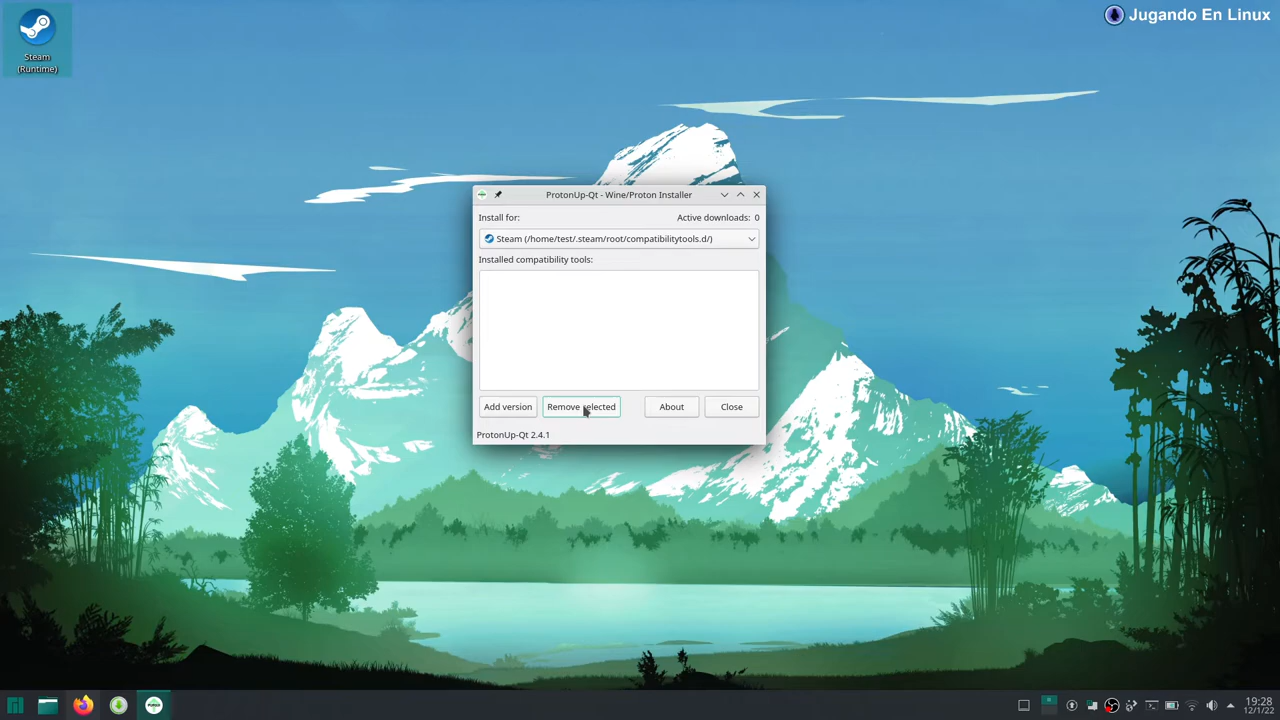 Steam
(Runtime)
Jugando En Linux
ProtonUp-Qt - Wine/Proton Installer
Install for:
Active downloads: 0
Steam (/home/test/.steam/root/compatibilitytools.d/)
Installed compatibility tools:
Add version
Remove selected
About
Close
ProtonUp-Qt 2.4.1
19:28
12/1/22